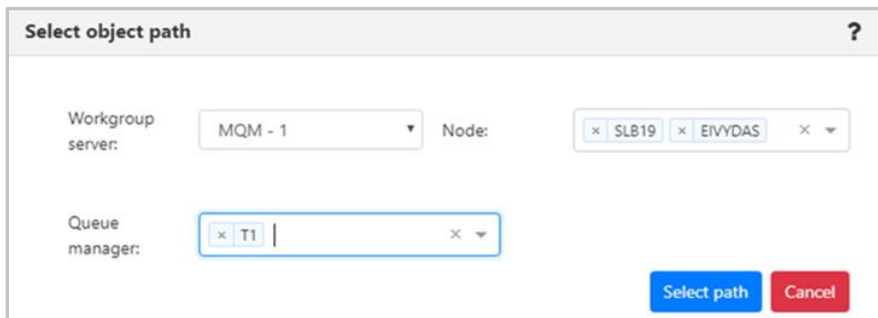 Select object path ?
Workgroup server: MQM - 1 Node: × SLB19 × EIVYDAS ×
Queue manager: × T1 ×
Select path Cancel